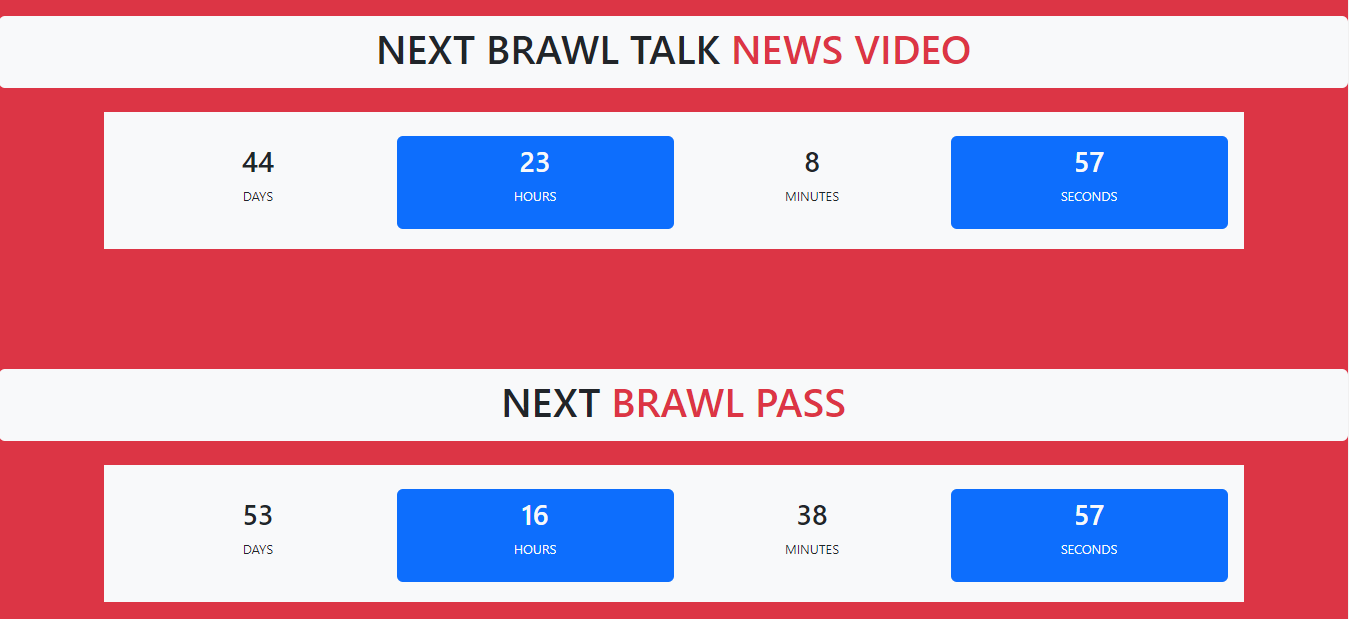 NEXT BRAWL TALK NEWS VIDEO
44 23 8 57
DAYS HOURS MINUTES SECONDS
NEXT BRAWL PASS
53 16 38 57
DAYS HOURS MINUTES SECONDS